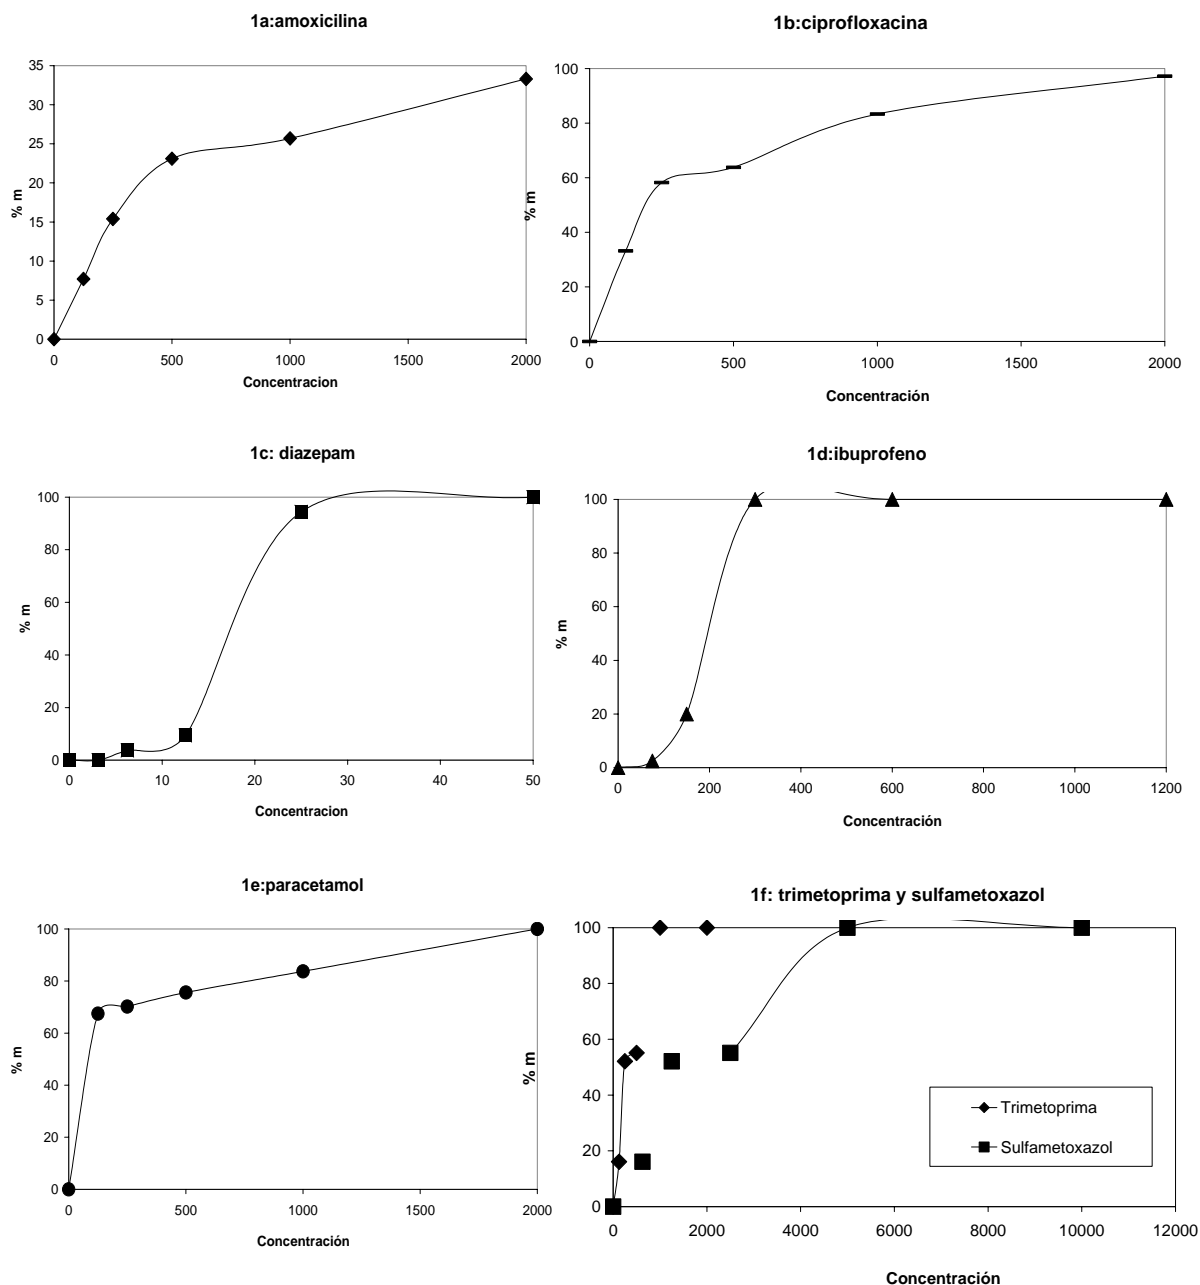 1a:amoxicilina
35
30
25
20
15
10
5
0
% m
0 500 1000 1500 2000
Concentracion
1b:ciprofloxacina
100
80
60
40
20
0
% m
0 500 1000 1500 2000
Concentración
1c: diazepam
100
80
60
40
20
0
% m
0 10 20 30 40 50
Concentracion
1d:ibuprofeno
100
80
60
40
20
0
% m
0 200 400 600 800 1000 1200
Concentración
1e:paracetamol
100
80
60
40
20
0
% m
0 500 1000 1500 2000
Concentración
1f: trimetoprima y sulfametoxazol
100
80
60
40
20
0
% m
0 2000 4000 6000 8000 10000 12000
Concentración
Trimetoprima
Sulfametoxazol